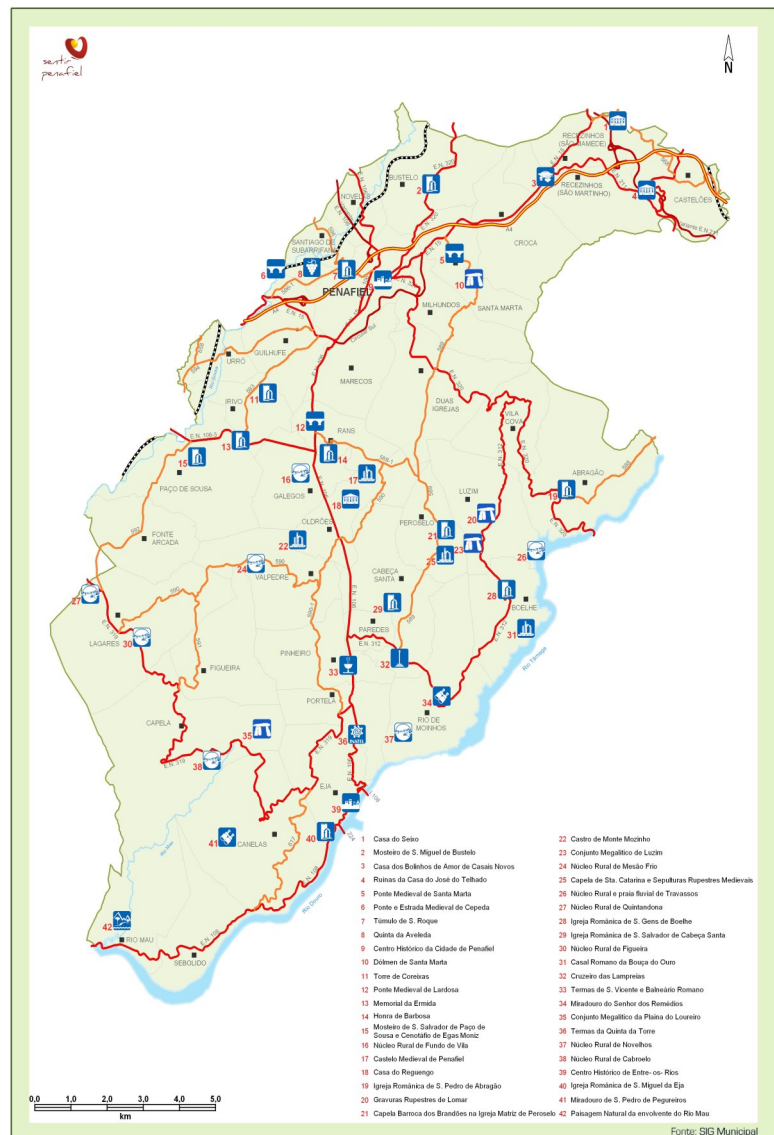 sentir
penafiel
N
RECEZINHOS
(SÃO MAMEDE)
BUSTELO
NOVELAS
RECEZINHOS
(SÃO MARTINHO)
CASTELÕES
CROCA
SANTIAGO DE
SUBARRIFANA
PENAFIEL
MILHUNDOS
SANTA MARTA
GUILHUFE
URRÔ
MARECOS
DUAS
IGREJAS
IRIVO
VILA
COVA
RANS
ABRAGÃO
PAÇO DE SOUSA
GALEGOS
LUZIM
OLDRÕES
PEROSELO
FONTE
ARCADA
VALPEDRE
CABEÇA
SANTA
BOELHE
PAREDES
LAGARES
E.N. 312
Rio Tâmega
PINHEIRO
FIGUEIRA
PORTELA
RIO DE
MOINHOS
CAPELA
E.N. 319
EJA
CANELAS
Rio Douro
RIO MAU
E.N. 108
SEBOLIDO
1 Casa do Seixo
2 Mosteiro de S. Miguel de Bustelo
3 Casa dos Bolinhos de Amor de Casais Novos
4 Ruinas da Casa do José do Telhado
5 Ponte Medieval de Santa Marta
6 Ponte e Estrada Medieval de Cepeda
7 Túmulo de S. Roque
8 Quinta da Aveleda
9 Centro Histórico da Cidade de Penafiel
10 Dólmen de Santa Marta
11 Torre de Coreixas
12 Ponte Medieval de Lardosa
13 Memorial da Ermida
14 Honra de Barbosa
15 Mosteiro de S. Salvador de Paço de
Sousa e Cenotáfio de Egas Moniz
16 Núcleo Rural de Fundo de Vila
17 Castelo Medieval de Penafiel
18 Casa do Reguengo
19 Igreja Românica de S. Pedro de Abragão
20 Gravuras Rupestres de Lomar
21 Capela Barroca dos Brandões na Igreja Matriz de Peroselo
22 Castro de Monte Mozinho
23 Conjunto Megalítico de Luzim
24 Núcleo Rural de Mesão Frio
25 Capela de Sta. Catarina e Sepulturas Rupestres Medievais
26 Núcleo Rural e praia fluvial de Travassos
27 Núcleo Rural de Quintandona
28 Igreja Românica de S. Gens de Boelhe
29 Igreja Românica de S. Salvador de Cabeça Santa
30 Núcleo Rural de Figueira
31 Casal Romano da Bouça do Ouro
32 Cruzeiro das Lampreias
33 Termas de S. Vicente e Balneário Romano
34 Miradouro do Senhor dos Remédios
35 Conjunto Megalítico da Plaina do Loureiro
36 Termas da Quinta da Torre
37 Núcleo Rural de Novelhos
38 Núcleo Rural de Cabroelo
39 Centro Histórico de Entre- os- Rios
40 Igreja Românica de S. Miguel da Eja
41 Miradouro de S. Pedro de Pegureiros
42 Paisagem Natural da envolvente do Rio Mau
0,0 1,0 2,0 3,0 4,0 5,0
km
Fonte: SIG Municipal